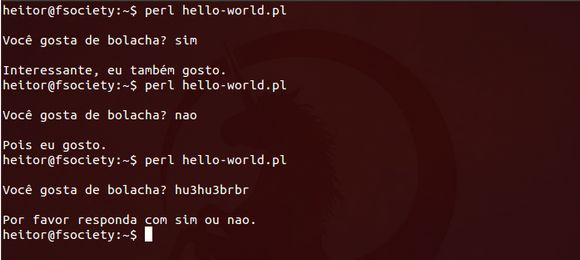 heitor@fsociety:~$ perl hello-world.pl
Você gosta de bolacha? sim
Interessante, eu também gosto.
heitor@fsociety:~$ perl hello-world.pl
Você gosta de bolacha? nao
Pois eu gosto.
heitor@fsociety:~$ perl hello-world.pl
Você gosta de bolacha? hu3hu3brbr
Por favor responda com sim ou nao.
heitor@fsociety:~$